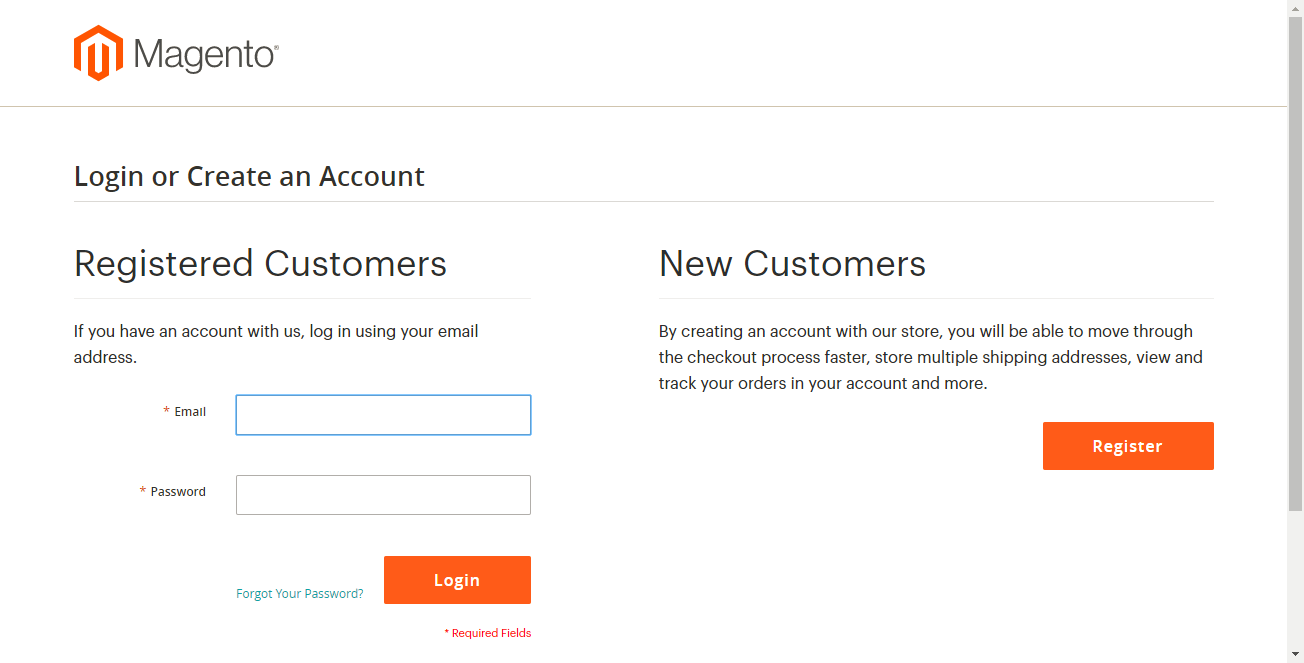 Magento®
Login or Create an Account
Registered Customers
If you have an account with us, log in using your email
address.
* Email
* Password
Forgot Your Password?
Login
* Required Fields
New Customers
By creating an account with our store, you will be able to move through
the checkout process faster, store multiple shipping addresses, view and
track your orders in your account and more.
Register